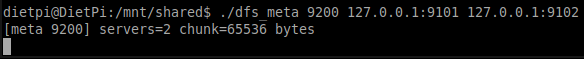 dietpi@DietPi:/mnt/shared$ ./dfs_meta 9200 127.0.0.1:9101 127.0.0.1:9102
[meta 9200] servers=2 chunk=65536 bytes